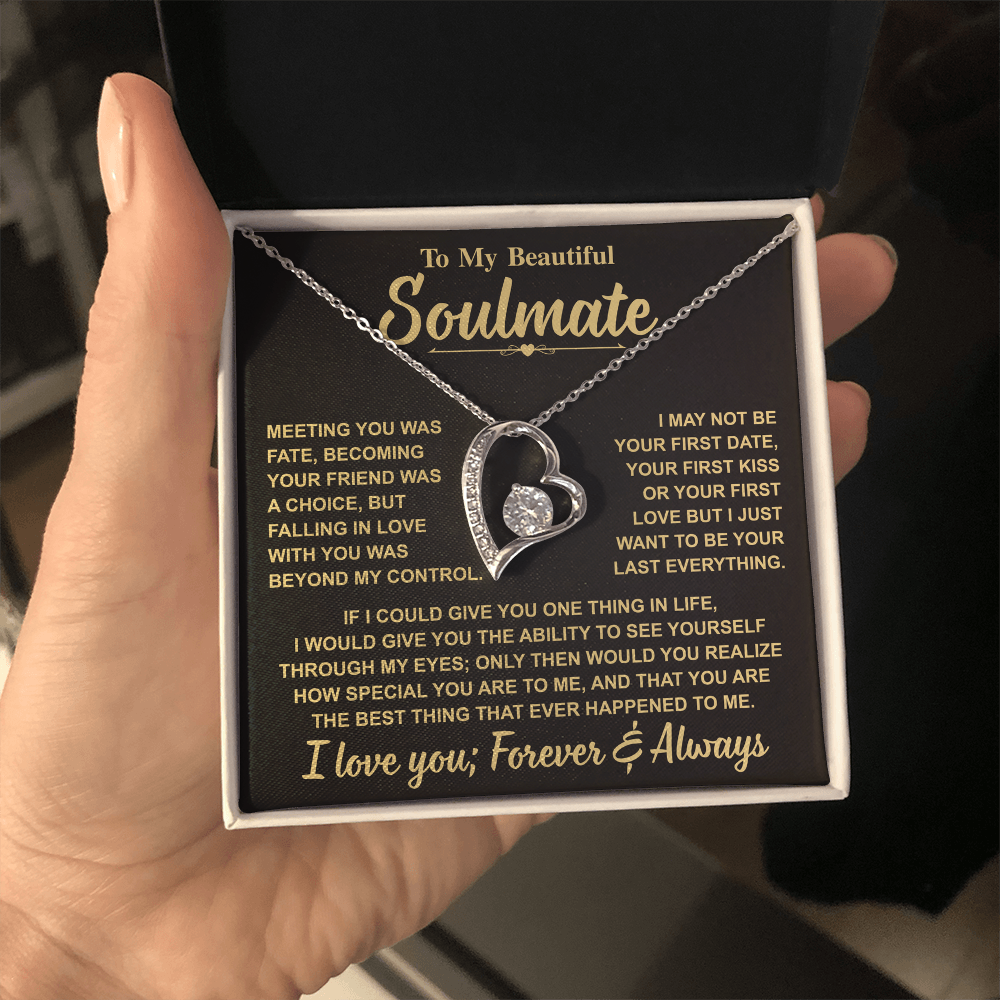 To My Beautiful
Soulmate
MEETING YOU WAS
FATE, BECOMING
YOUR FRIEND WAS
A CHOICE, BUT
FALLING IN LOVE
WITH YOU WAS
BEYOND MY CONTROL.
I MAY NOT BE
YOUR FIRST DATE,
YOUR FIRST KISS
OR YOUR FIRST
LOVE BUT I JUST
WANT TO BE YOUR
LAST EVERYTHING.
IF I COULD GIVE YOU ONE THING IN LIFE,
I WOULD GIVE YOU THE ABILITY TO SEE YOURSELF
THROUGH MY EYES; ONLY THEN WOULD YOU REALIZE
HOW SPECIAL YOU ARE TO ME, AND THAT YOU ARE
THE BEST THING THAT EVER HAPPENED TO ME.
I love you; Forever & Always